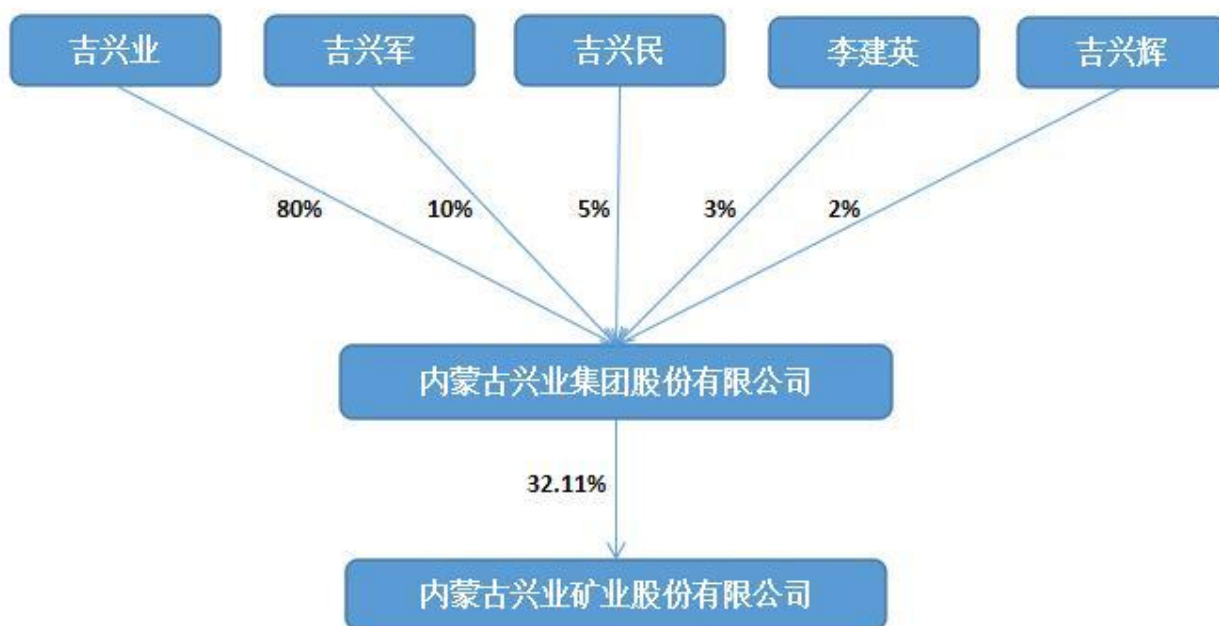 吉兴业
吉兴军
吉兴民
李建英
吉兴辉
80%
10%
5%
3%
2%
内蒙古兴业集团股份有限公司
32.11%
内蒙古兴业矿业股份有限公司